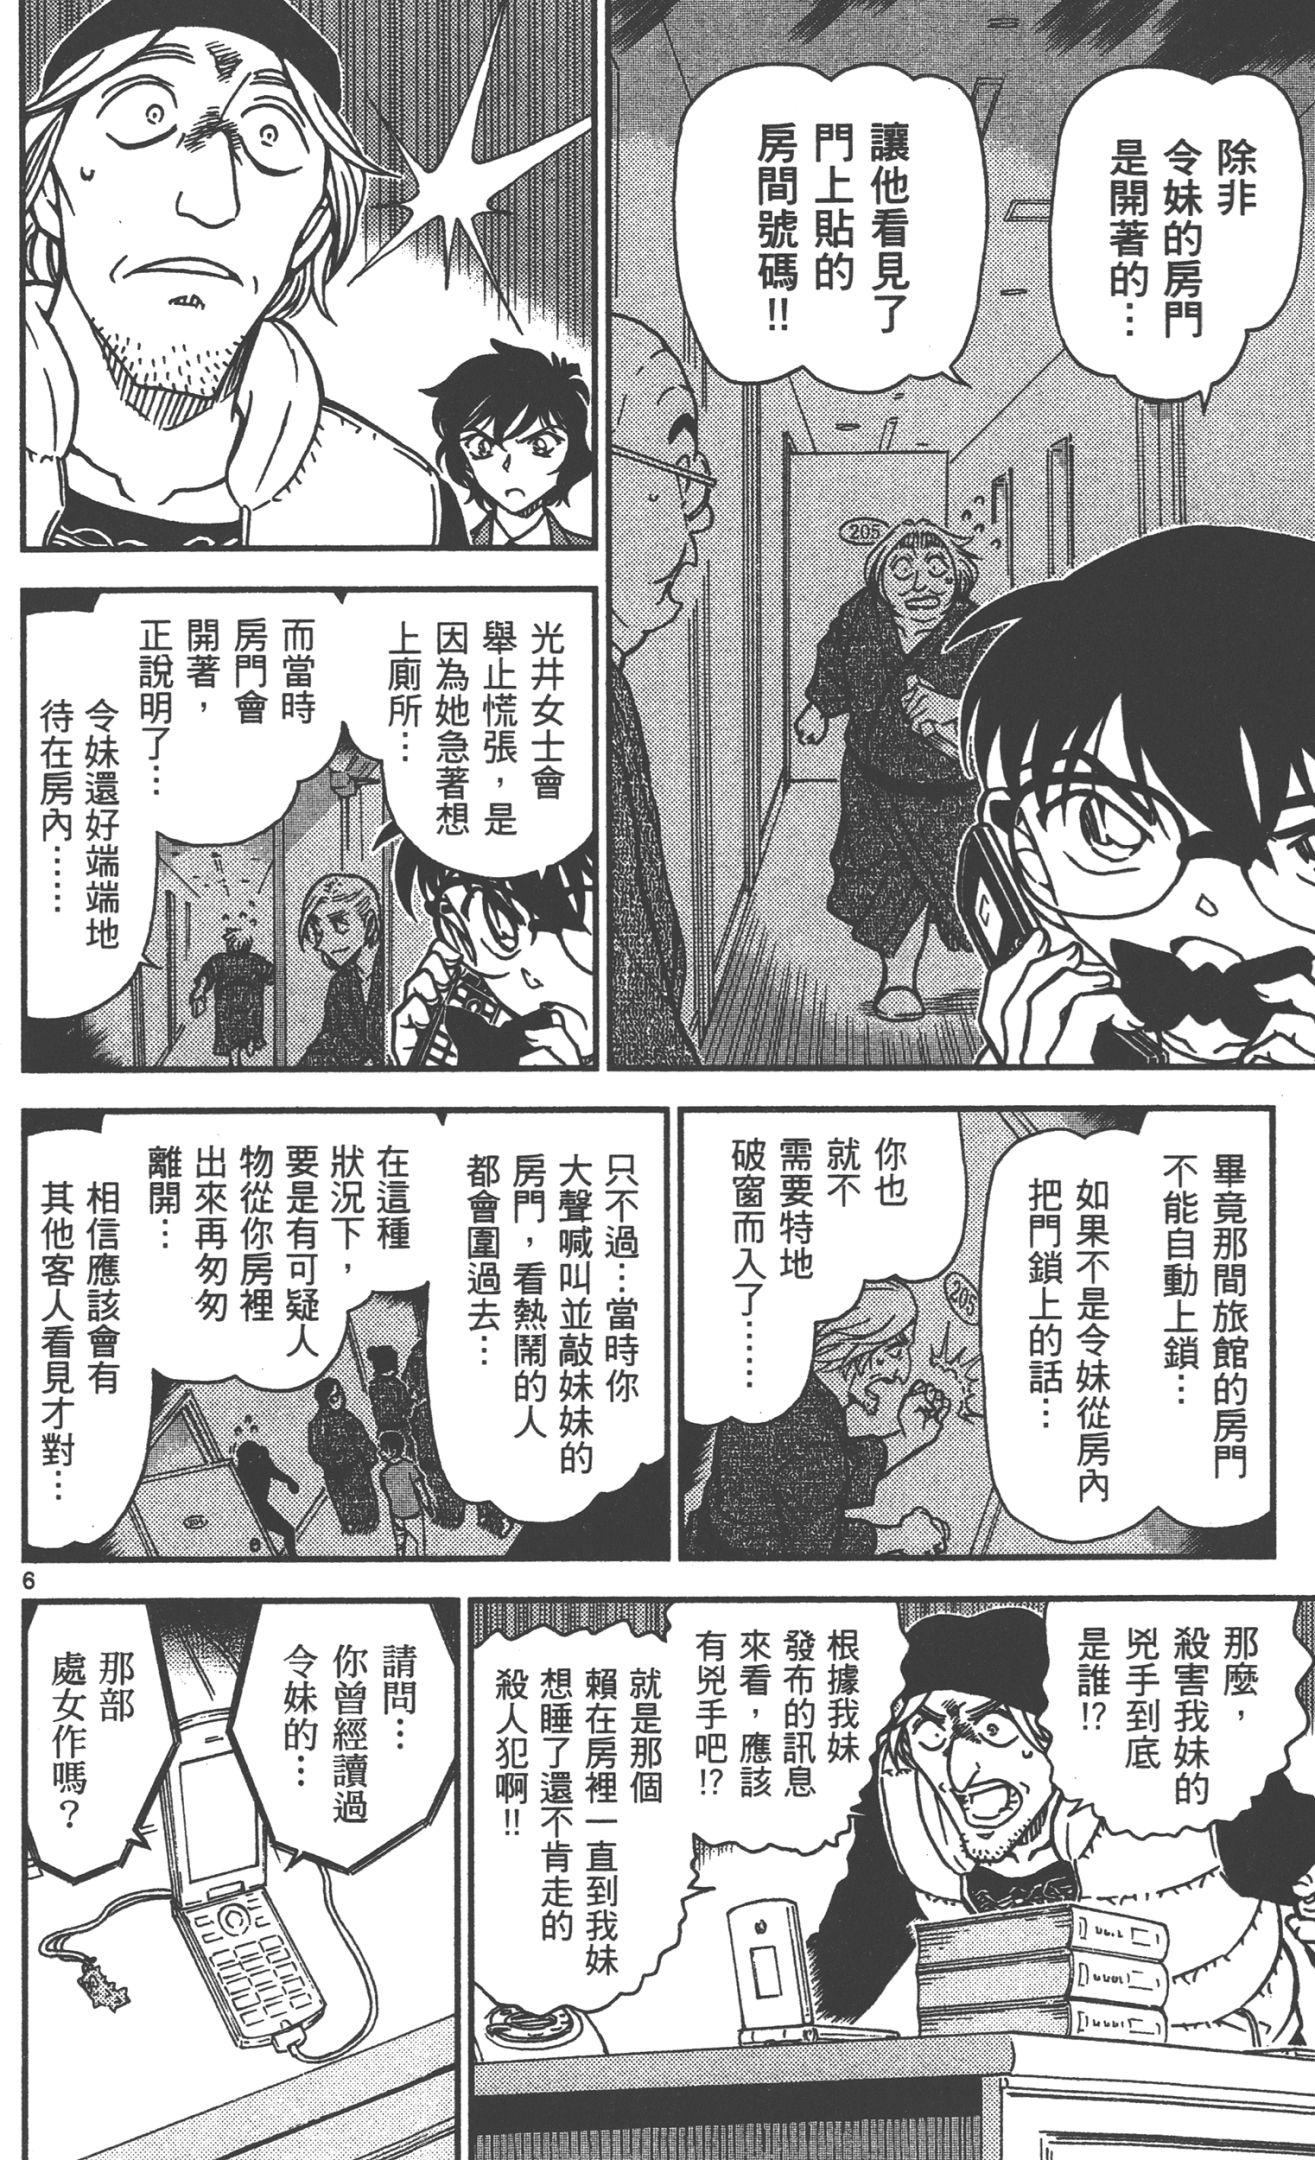 除非
令妹的房門
是開著的…
讓他看見了
門上貼的
房間號碼!!
205
光井女士會
舉止慌張，是
因為她急著想
上廁所…
而當時
房門會
開著，
正說明了…
令妹還好端端地
待在房內……
畢竟那間旅館的房門
不能自動上鎖…
如果不是令妹從房內
把門鎖上的話…
你也
就不
需要特地
破窗而入了……
205
只不過…當時你
大聲喊叫並敲妹妹的
房門，看熱鬧的人
都會圍過去…
在這種
狀況下，
要是有可疑人
物從你房裡
出來再匆匆
離開…
相信應該會有
其他客人看見才對…
6
那麼，
殺害我妹的
兇手到底
是誰!?
根據我妹
發布的訊息
來看，應該
有兇手吧!?
就是那個
賴在房裡一直到我妹
想睡了還不肯走的
殺人犯啊!!
請問…
你曾經讀過
令妹的…
那部
處女作嗎？